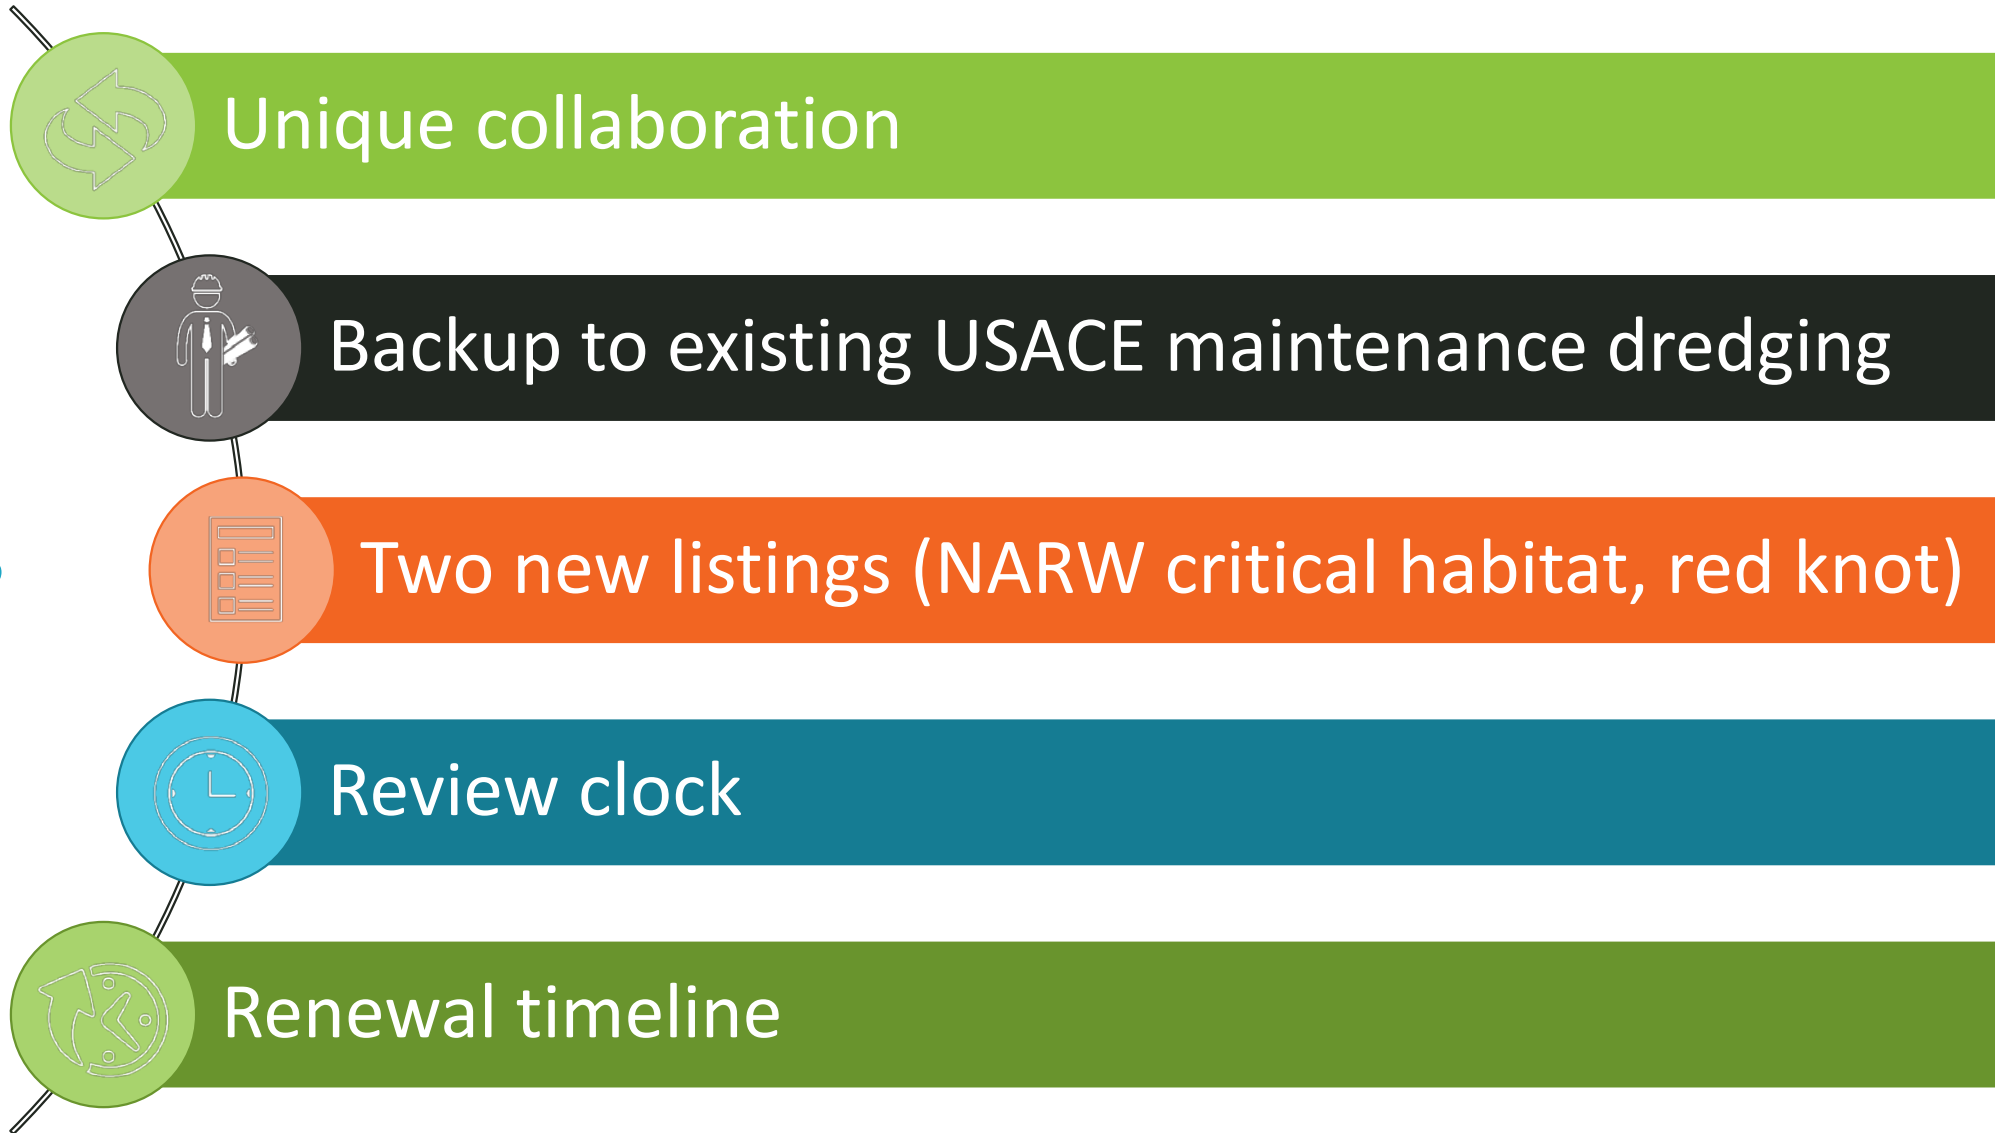 Unique collaboration
Backup to existing USACE maintenance dredging
Two new listings (NARW critical habitat, red knot)
Review clock
Renewal timeline